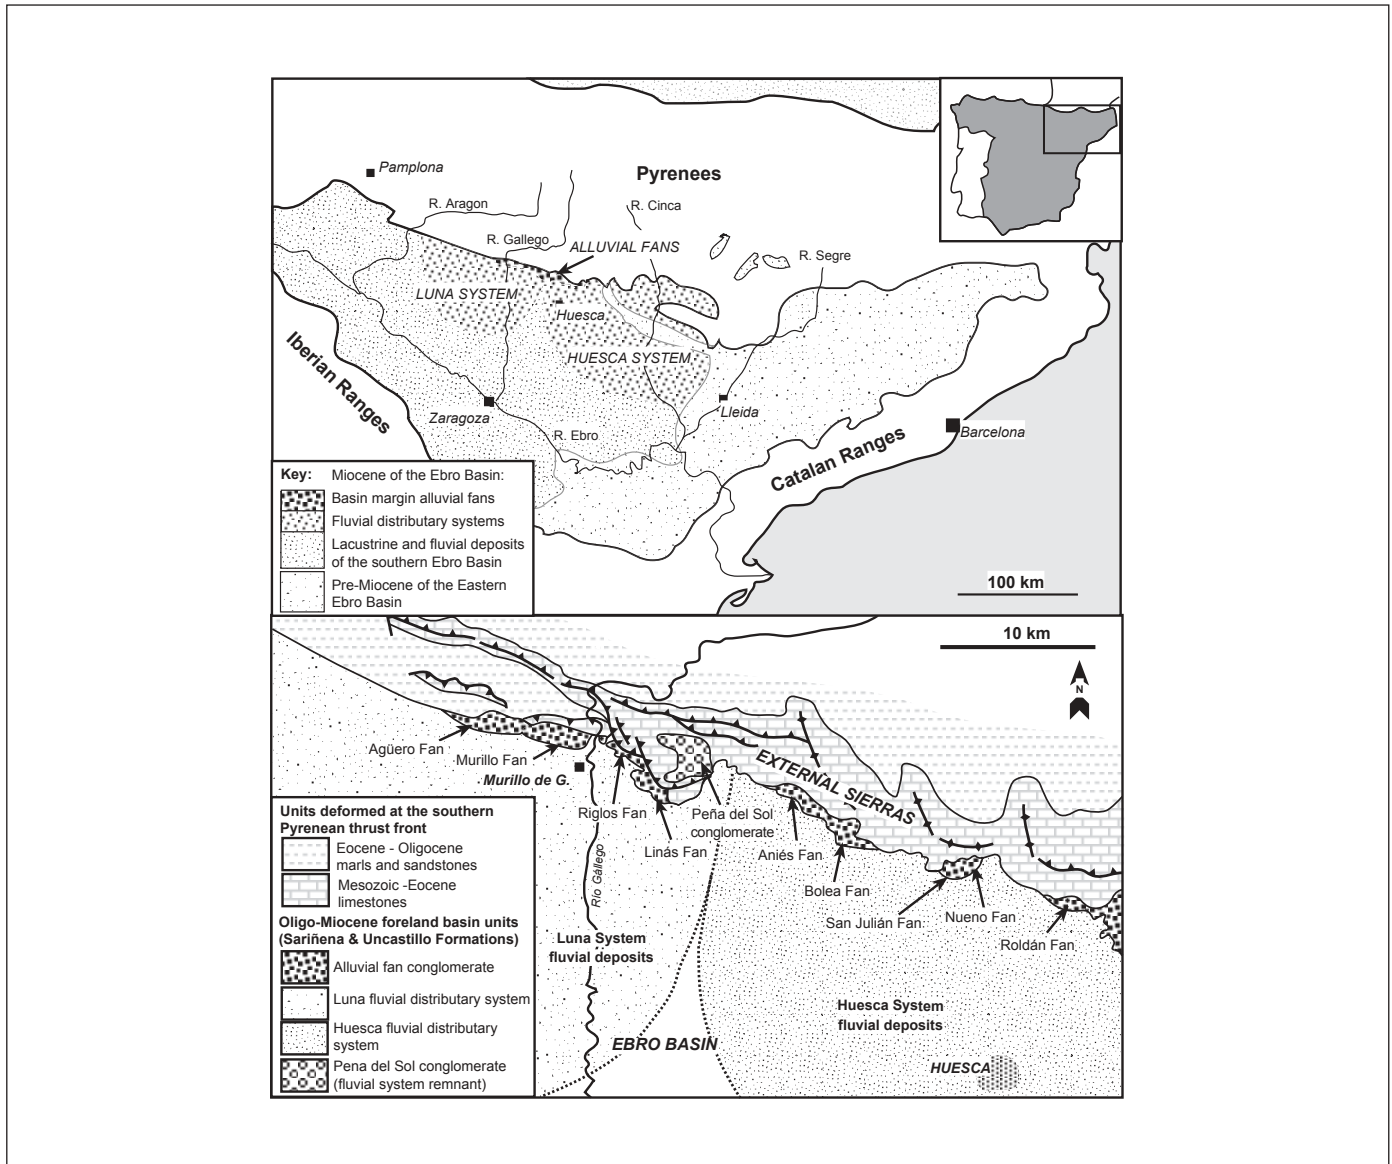 Pamplona
Pyrenees
R. Aragon
R. Cinca
R. Gallego
ALLUVIAL FANS
R. Segre
LUNA SYSTEM
Huesca
Iberian Ranges
HUESCA SYSTEM
Zaragoza
Lleida
R. Ebro
Catalan Ranges
Barcelona
Key: Miocene of the Ebro Basin:
Basin margin alluvial fans
Fluvial distributary systems
Lacustrine and fluvial deposits
of the southern Ebro Basin
Pre-Miocene of the Eastern
Ebro Basin
100 km
10 km
N
Agüero Fan
Murillo Fan
Murillo de G.
EXTERNAL SIERRAS
Riglos Fan
Peña del Sol
conglomerate
Linás Fan
Aniés Fan
Bolea Fan
San Julián Fan
Nueno Fan
Roldán Fan
Río Gállego
Luna System
fluvial deposits
Huesca System
fluvial deposits
EBRO BASIN
HUESCA
Units deformed at the southern
Pyrenean thrust front
Eocene - Oligocene
marls and sandstones
Mesozoic -Eocene
limestones
Oligo-Miocene foreland basin units
(Sariñena & Uncastillo Formations)
Alluvial fan conglomerate
Luna fluvial distributary system
Huesca fluvial distributary
system
Pena del Sol conglomerate
(fluvial system remnant)